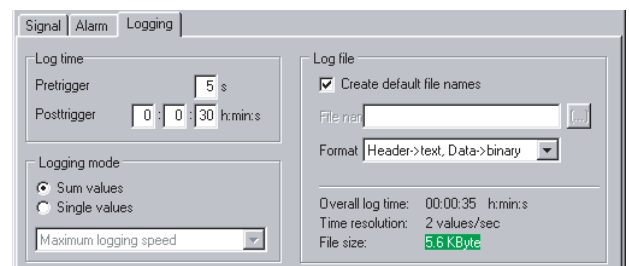 Signal Alarm Logging
Log time
Pretrigger 5 s
Posttrigger 0 : 0 : 30 h:min:s
Logging mode
Sum values
Single values
Maximum logging speed
Log file
Create default file names
File nar [...]
Format Header->text, Data->binary
Overall log time: 00:00:35 h:min:s
Time resolution: 2 values/sec
File size: 5.6 KByte